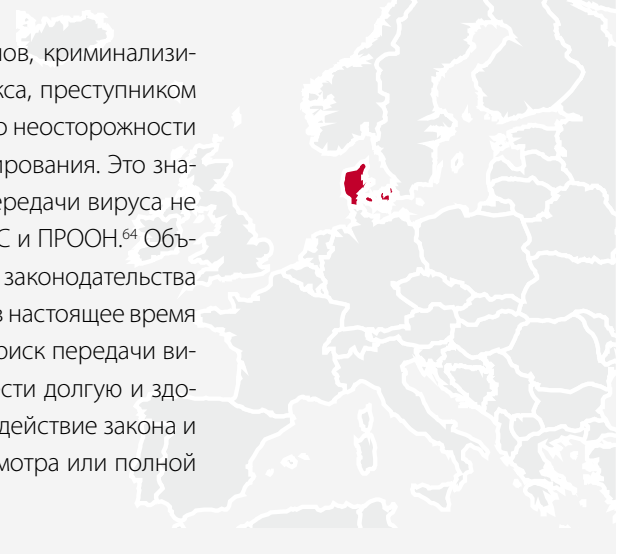 нов, криминализи-
кса, преступником
о неосторожности
ирования. Это зна-
ередачи вируса не
С и ПРООН.⁶⁴ Объ-
законодательства
в настоящее время
риск передачи ви-
сти долгую и здо-
действие закона и
мотра или полной